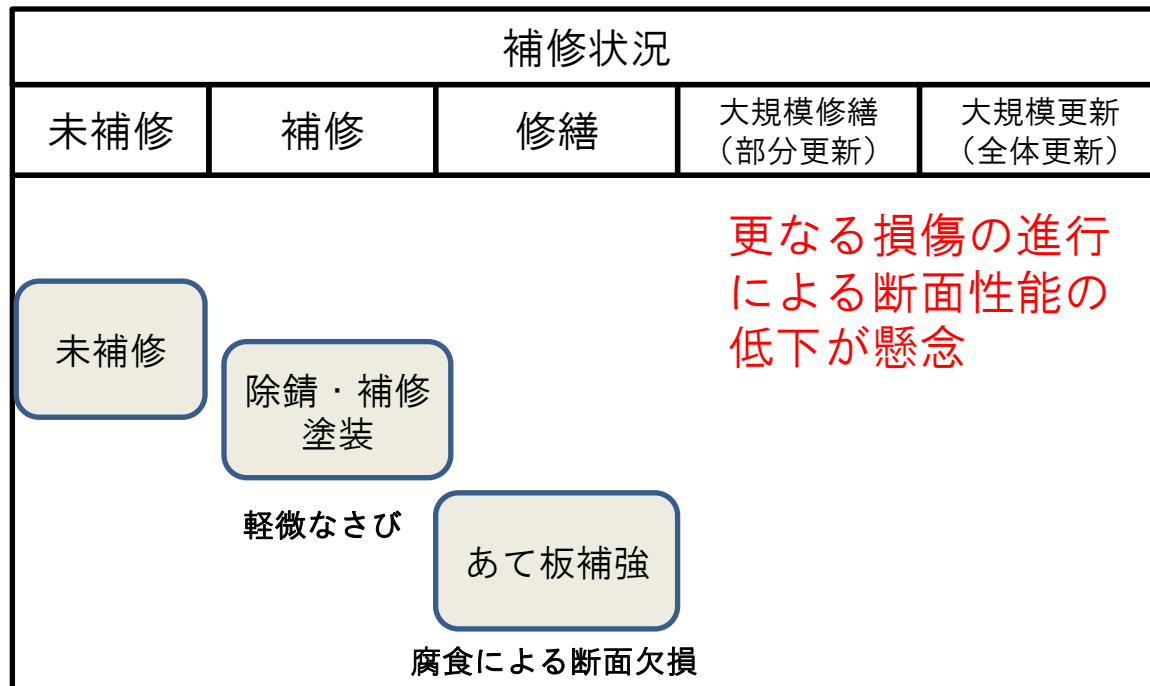 補修状況
未補修
補修
修繕
大規模修繕
（部分更新）
大規模更新
（全体更新）
更なる損傷の進行
による断面性能の
低下が懸念
未補修
除錆・補修
塗装
軽微なさび
あて板補強
腐食による断面欠損